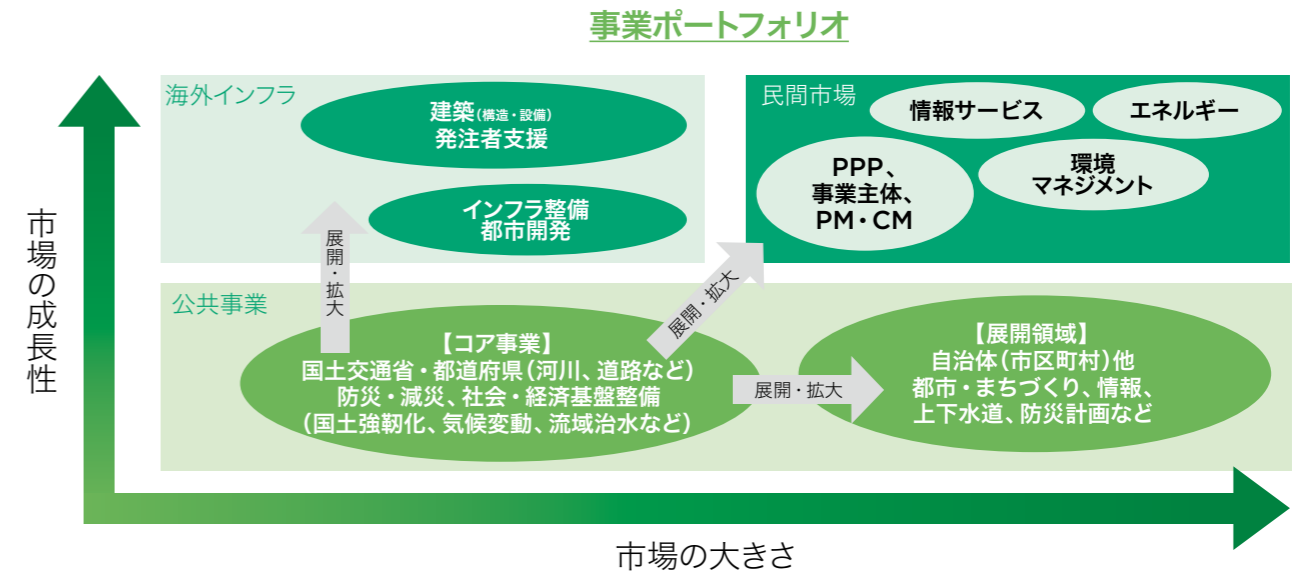 事業ポートフォリオ
市場の成長性
海外インフラ
建築(構造・設備)
発注者支援
インフラ整備
都市開発
展開・拡大
民間市場
情報サービス
エネルギー
PPP、
事業主体、
PM・CM
環境
マネジメント
展開・拡大
公共事業
【コア事業】
国土交通省・都道府県(河川、道路など)
防災・減災、社会・経済基盤整備
(国土強靭化、気候変動、流域治水など)
展開・拡大
【展開領域】
自治体(市区町村)他
都市・まちづくり、情報、
上下水道、防災計画など
市場の大きさ